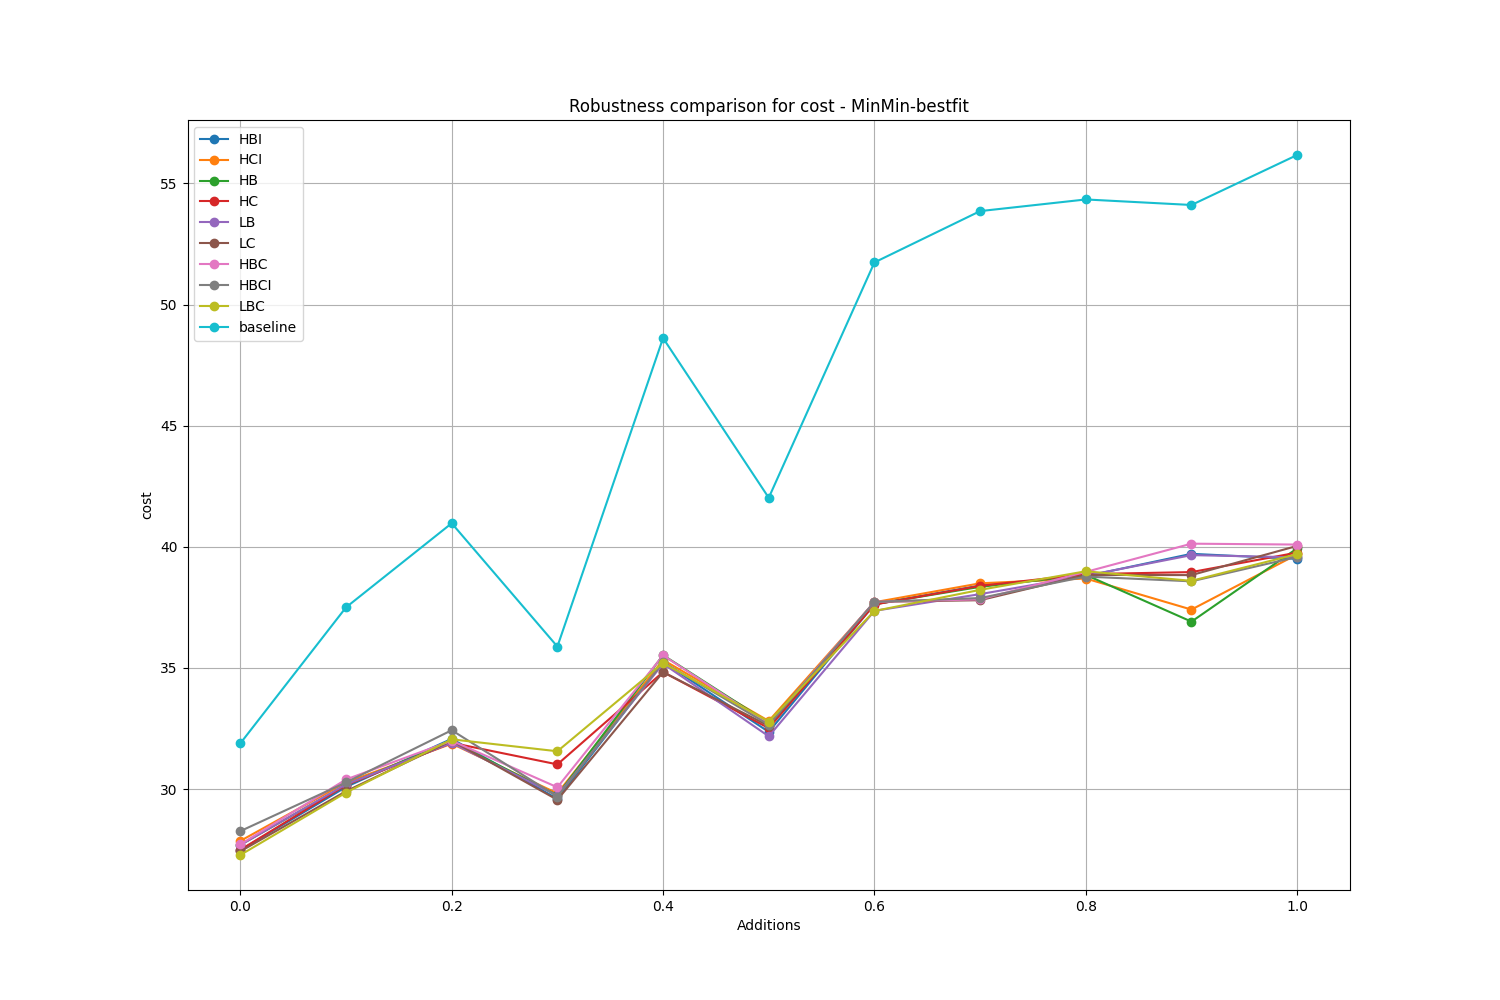 Robustness comparison for cost - MinMin-bestfit
HBI
HCI
HB
HC
LB
LC
HBC
HBCI
LBC
baseline
55
50
45
40
35
30
cost
0.0 0.2 0.4 0.6 0.8 1.0
Additions